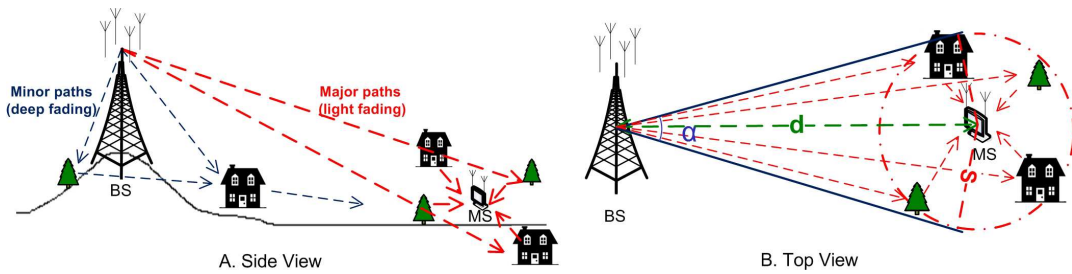 Minor paths
(deep fading)
Major paths
(light fading)
BS
MS
A. Side View
α
d
MS
S
BS
B. Top View